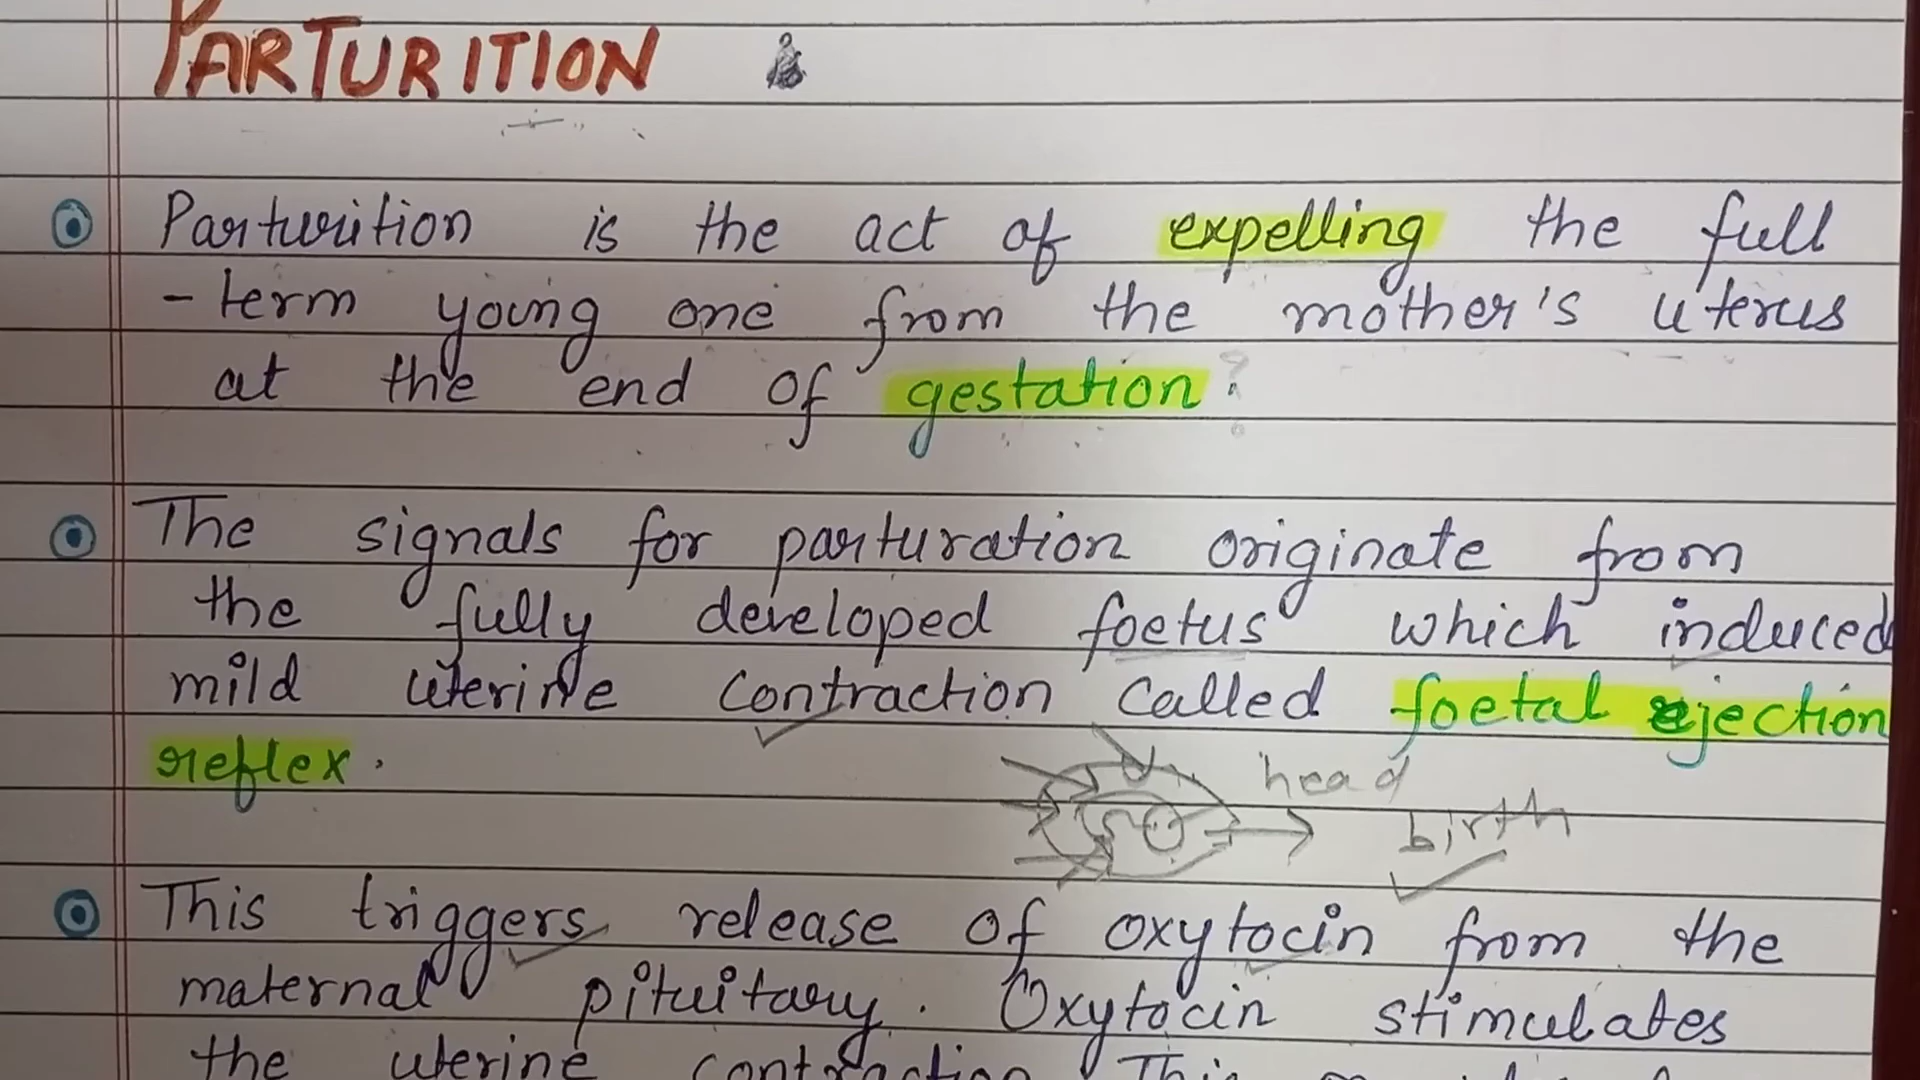 PARTURITION
Parturition is the act of expelling the full
-term young one from the mother's uterus
at the end of gestation.
The signals for parturation originate from
the fully developed foetus which induced
mild uterine contraction called foetal ejection
reflex.
head
birth
This triggers release of oxytocin from the
maternal pituitary. Oxytocin stimulates
the uterine contraction This